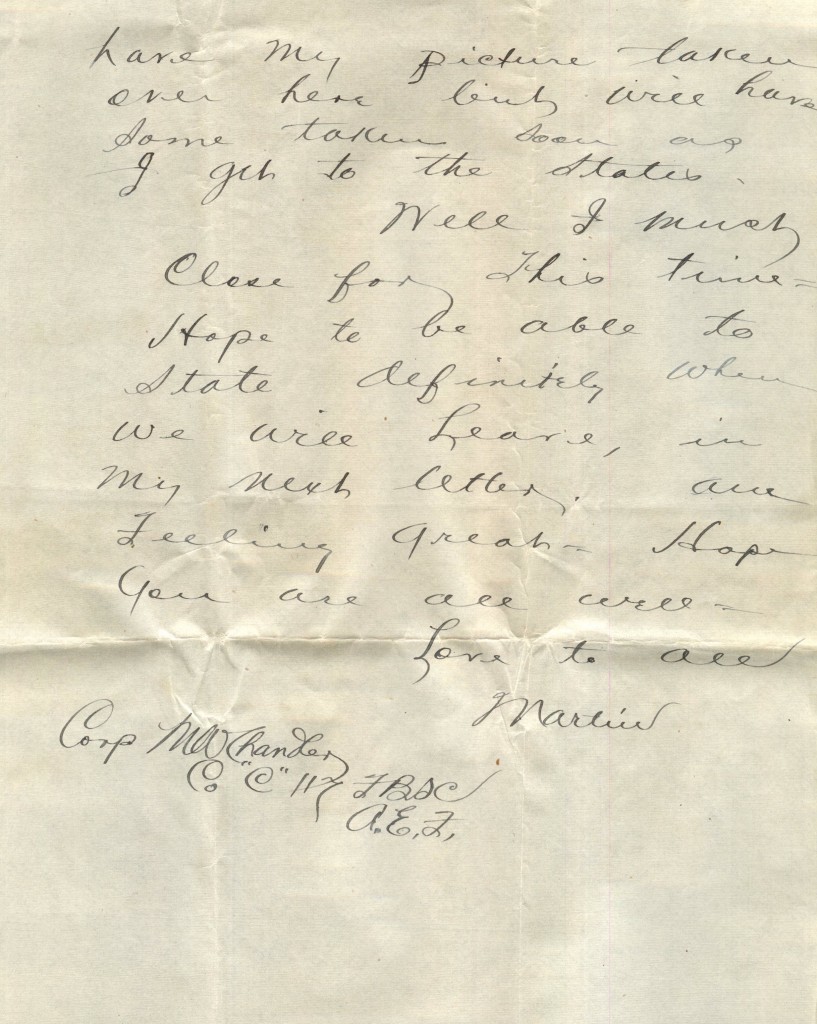 have my picture taken
over here but will have
some taken soon as
I get to the States.
Well I must
Close for This time =
Hope to be able to
State definitely when
we will Leave, in
My next letter. am
Feeling Great = Hope
You are all well =
Love to all
Martin
Corp M W Chandler
Co "C" 117 F B S C
A.E.F.,